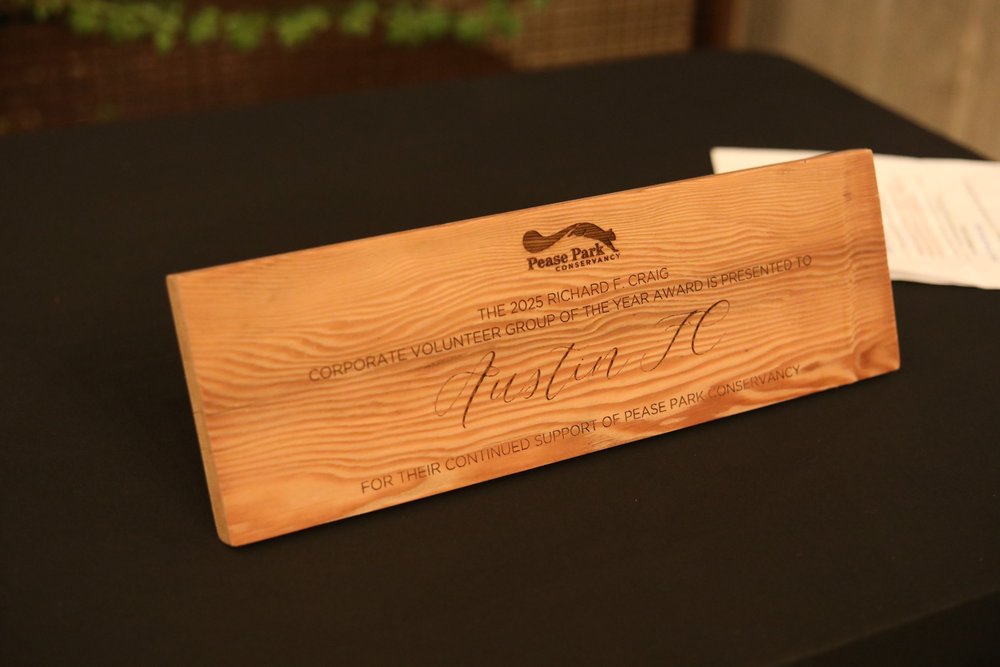 Pease Park
CONSERVANCY
THE 2025 RICHARD F. CRAIG
CORPORATE VOLUNTEER GROUP OF THE YEAR AWARD IS PRESENTED TO
Austin FC
FOR THEIR CONTINUED SUPPORT OF PEASE PARK CONSERVANCY